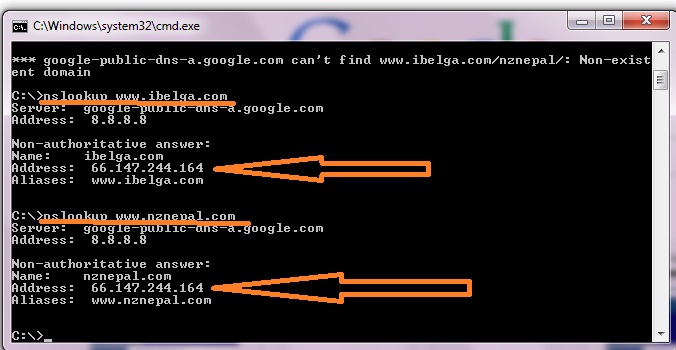 C:\Windows\system32\cmd.exe
*** google-public-dns-a.google.com can't find www.ibelga.com/nznepal/: Non-exist
ent domain
C:\>nslookup www.ibelga.com
Server:  google-public-dns-a.google.com
Address:  8.8.8.8
Non-authoritative answer:
Name:    ibelga.com
Address:  66.147.244.164
Aliases:  www.ibelga.com
C:\>nslookup www.nznepal.com
Server:  google-public-dns-a.google.com
Address:  8.8.8.8
Non-authoritative answer:
Name:    nznepal.com
Address:  66.147.244.164
Aliases:  www.nznepal.com
C:\>_